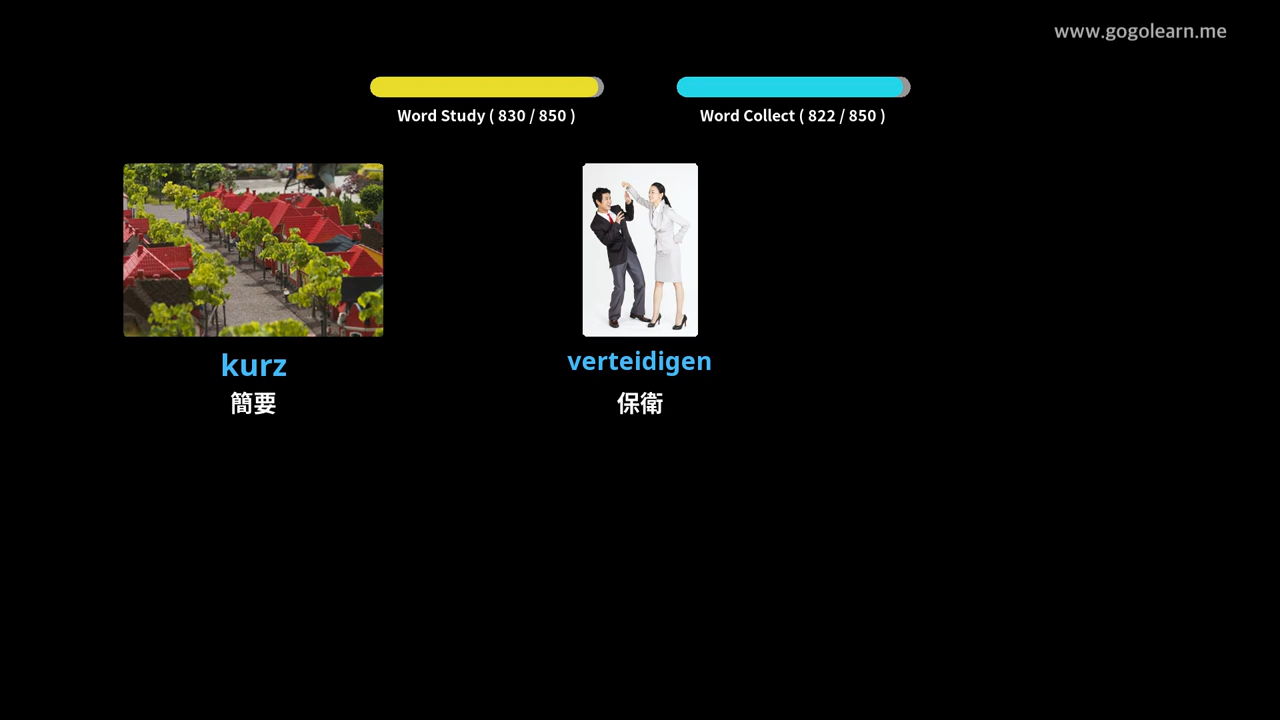 www.gogolearn.me
Word Study ( 830 / 850 )
Word Collect ( 822 / 850 )
kurz
簡要
verteidigen
保衛